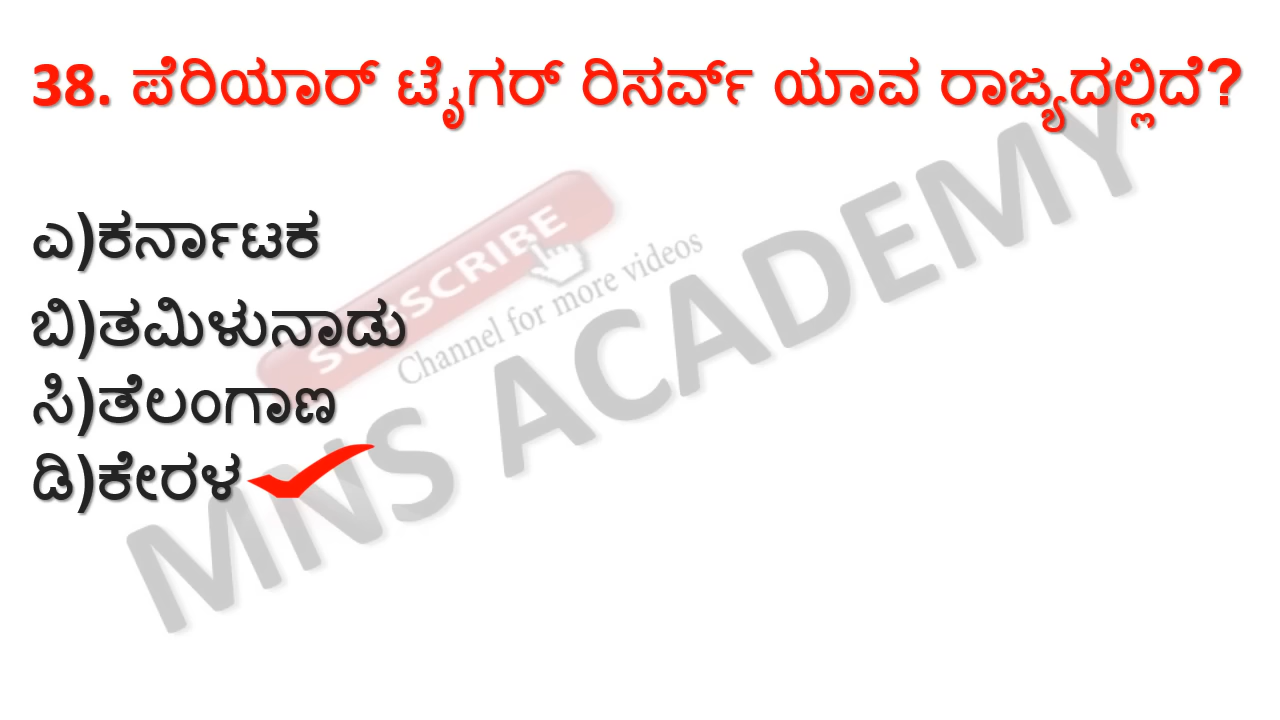 38. ಪೆರಿಯಾರ್ ಟೈಗರ್ ರಿಸರ್ವ್ ಯಾವ ರಾಜ್ಯದಲ್ಲಿದೆ?
ಎ)ಕರ್ನಾಟಕ
ಬಿ)ತಮಿಳುನಾಡು
ಸಿ)ತೆಲಂಗಾಣ
ಡಿ)ಕೇರಳ
SUBSCRIBE
Channel for more videos
MNS ACADEMY